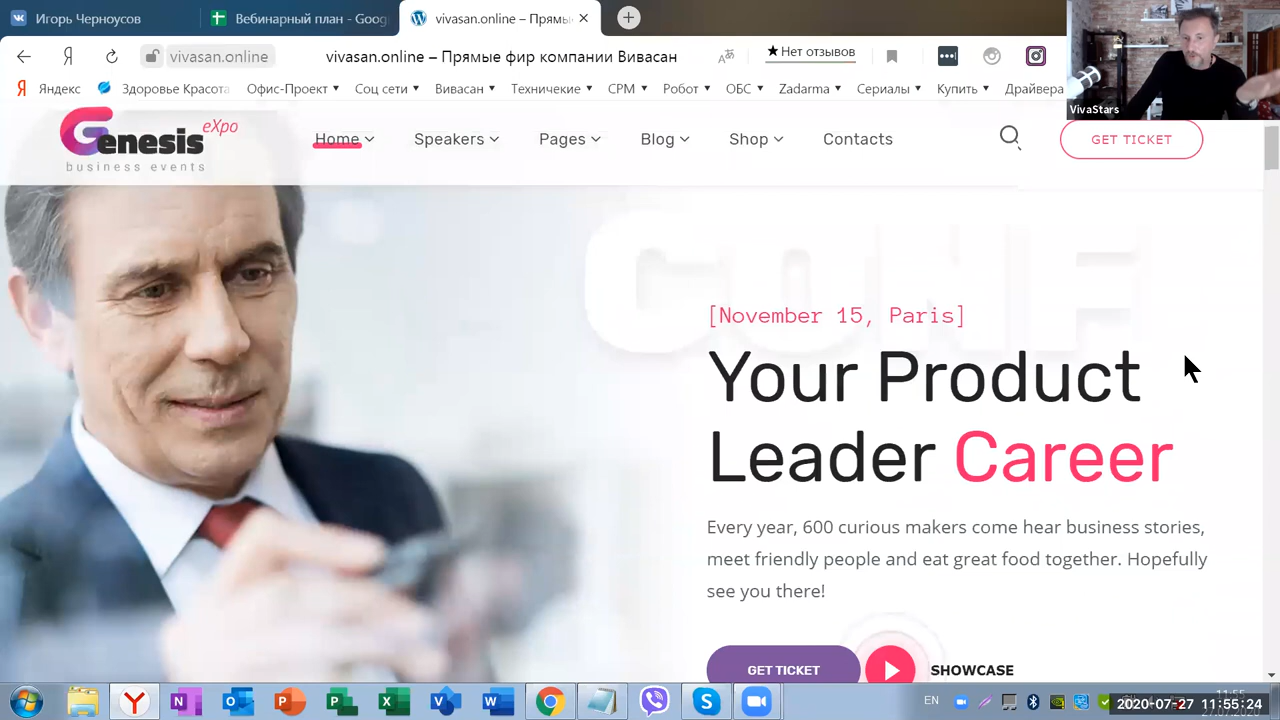 Игорь Черноусов
Вебинарный план - Goog
vivasan.online – Прямы
vivasan.online
vivasan.online – Прямые фир компании Вивасан
★Нет отзывов
Яндекс
Здоровье Красота
Офис-Проект
Соц сети
Вивасан
Техничекие
СРМ
Робот
ОБС
Zadarma
Сериалы
Купить
Драйвера
VivaStars
Genesis eXpo
business events
Home
Speakers
Pages
Blog
Shop
Contacts
GET TICKET
CONF
[November 15, Paris]
Your Product
Leader Career
Every year, 600 curious makers come hear business stories,
meet friendly people and eat great food together. Hopefully
see you there!
GET TICKET
SHOWCASE
EN
2020-07-27 11:55:24